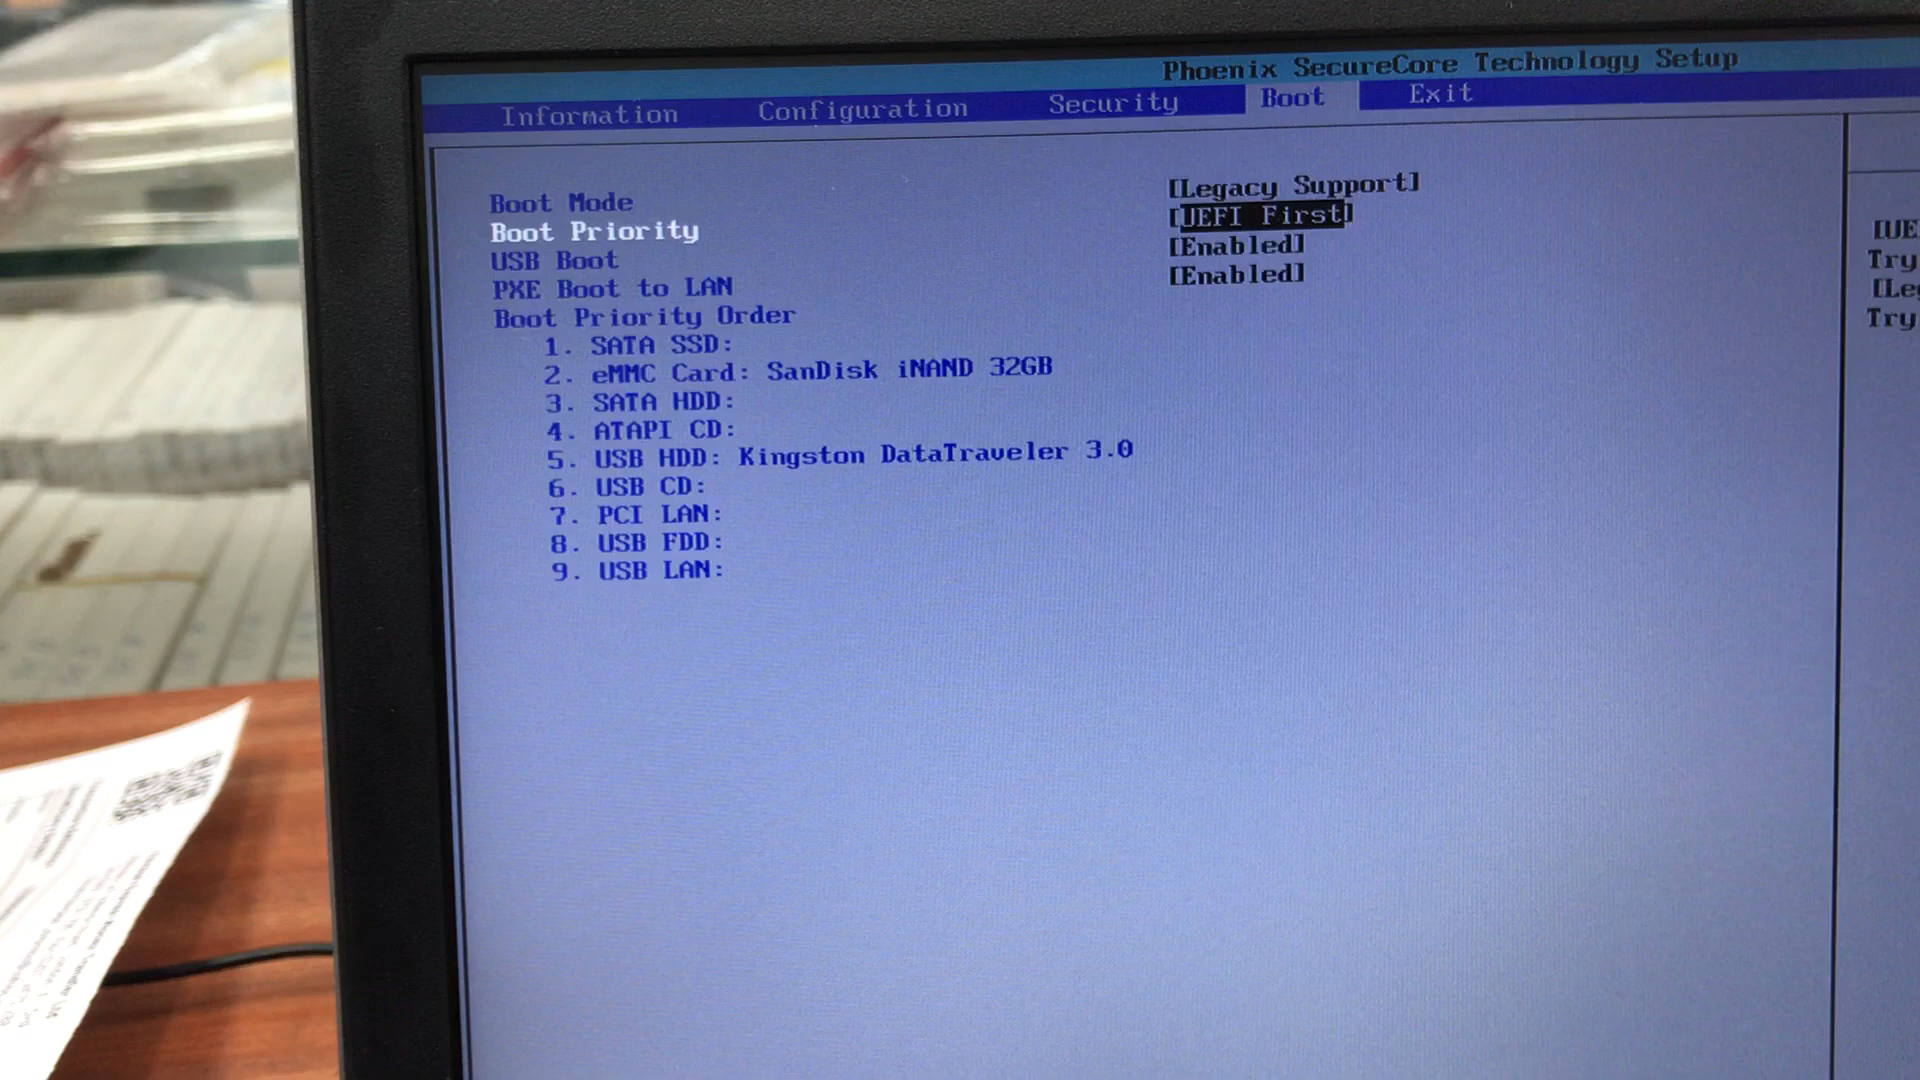 Phoenix SecureCore Technology Setup
Information Configuration Security Boot Exit
Boot Mode [Legacy Support]
Boot Priority [UEFI First]
USB Boot [Enabled]
PXE Boot to LAN [Enabled]
Boot Priority Order
1. SATA SSD:
2. eMMC Card: SanDisk iNAND 32GB
3. SATA HDD:
4. ATAPI CD:
5. USB HDD: Kingston DataTraveler 3.0
6. USB CD:
7. PCI LAN:
8. USB FDD:
9. USB LAN:
[UE
Try
[Leg
Try